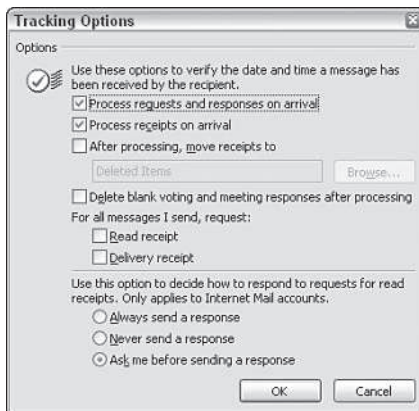 Tracking Options
Options
Use these options to verify the date and time a message has
been received by the recipient.
Process requests and responses on arrival
Process receipts on arrival
After processing, move receipts to
Deleted Items
Browse...
Delete blank voting and meeting responses after processing
For all messages I send, request:
Read receipt
Delivery receipt
Use this option to decide how to respond to requests for read
receipts. Only applies to Internet Mail accounts.
Always send a response
Never send a response
Ask me before sending a response
OK
Cancel